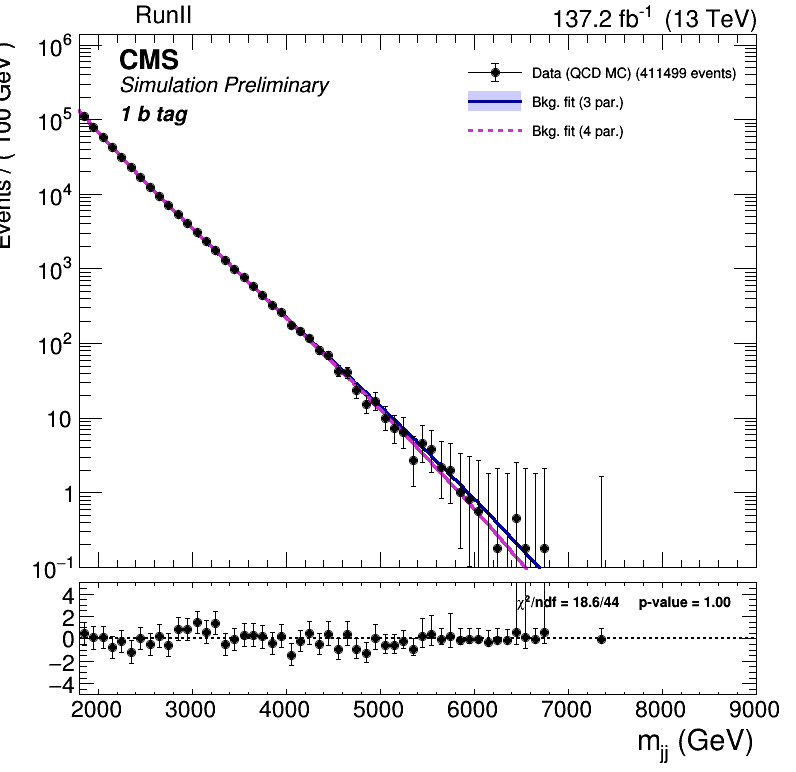 RunII
137.2 fb⁻¹ (13 TeV)
CMS
Simulation Preliminary
1 b tag
Data (QCD MC) (411499 events)
Bkg. fit (3 par.)
Bkg. fit (4 par.)
Events / ( 100 GeV )
10⁶
10⁵
10⁴
10³
10²
10
1
10⁻¹
χ²/ndf = 18.6/44 p-value = 1.00
4
2
0
−2
−4
2000 3000 4000 5000 6000 7000 8000 9000
m_jj (GeV)